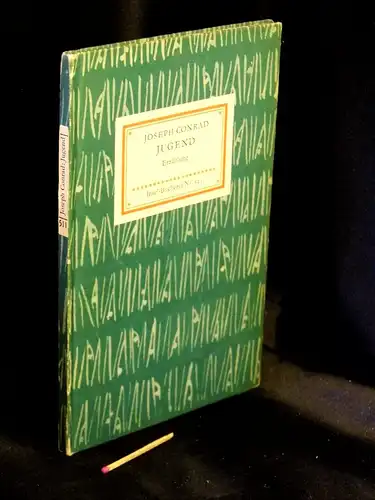 JOSEPH CONRAD
JUGEND
Erzählung
Insel-Bücherei Nr. 511
Joseph Conrad: Jugend
511